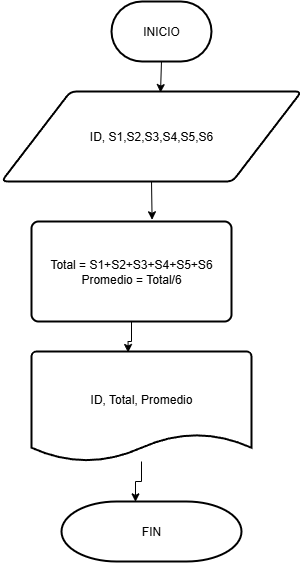 INICIO
ID, S1,S2,S3,S4,S5,S6
Total = S1+S2+S3+S4+S5+S6
Promedio = Total/6
ID, Total, Promedio
FIN